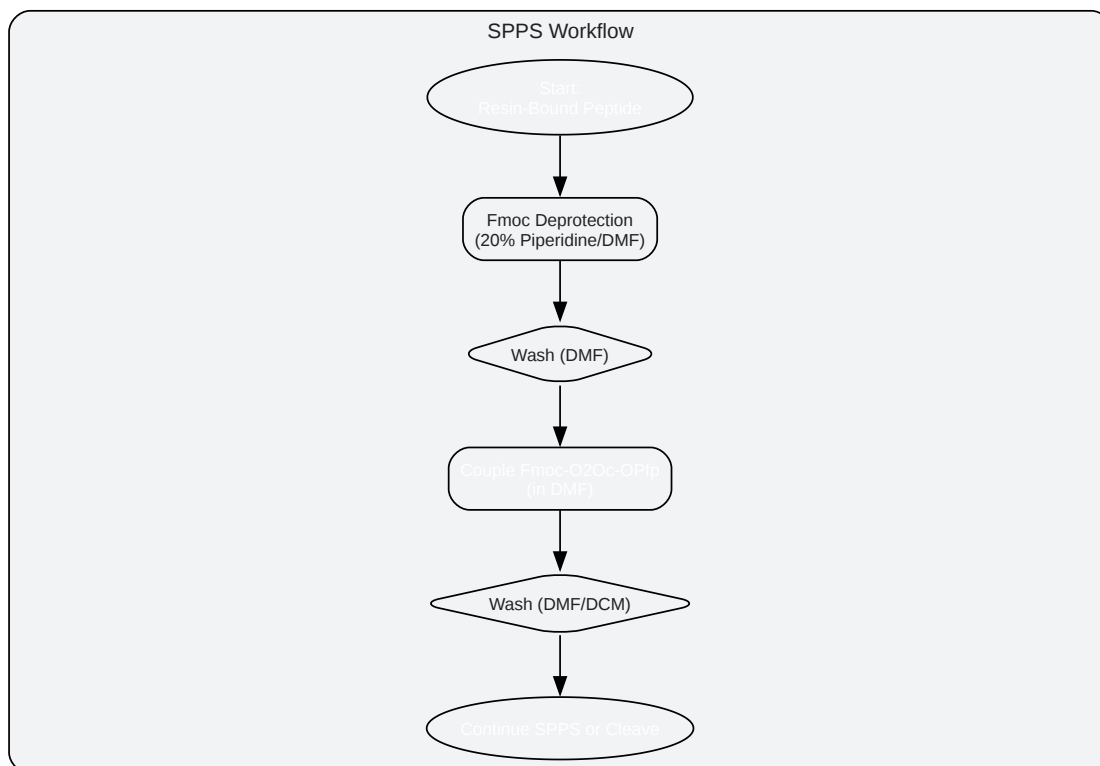 SPPS Workflow
Start:
Resin-Bound Peptide
Fmoc Deprotection
(20% Piperidine/DMF)
Wash (DMF)
Couple Fmoc-O2Oc-OPfp
(in DMF)
Wash (DMF/DCM)
Continue SPPS or Cleave